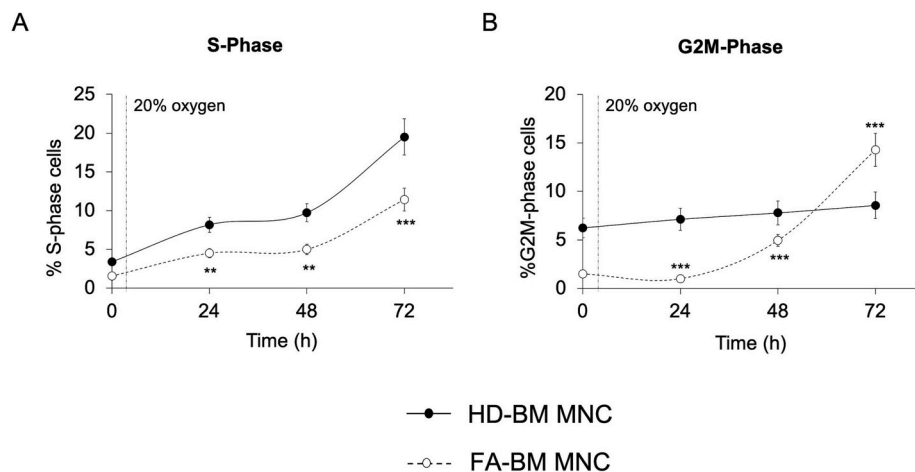 A
S-Phase
% S-phase cells
25
20
15
10
5
0
20% oxygen
**
**
***
0 24 48 72
Time (h)
B
G2M-Phase
%G2M-phase cells
20
15
10
5
0
20% oxygen
***
***
***
0 24 48 72
Time (h)
HD-BM MNC
FA-BM MNC